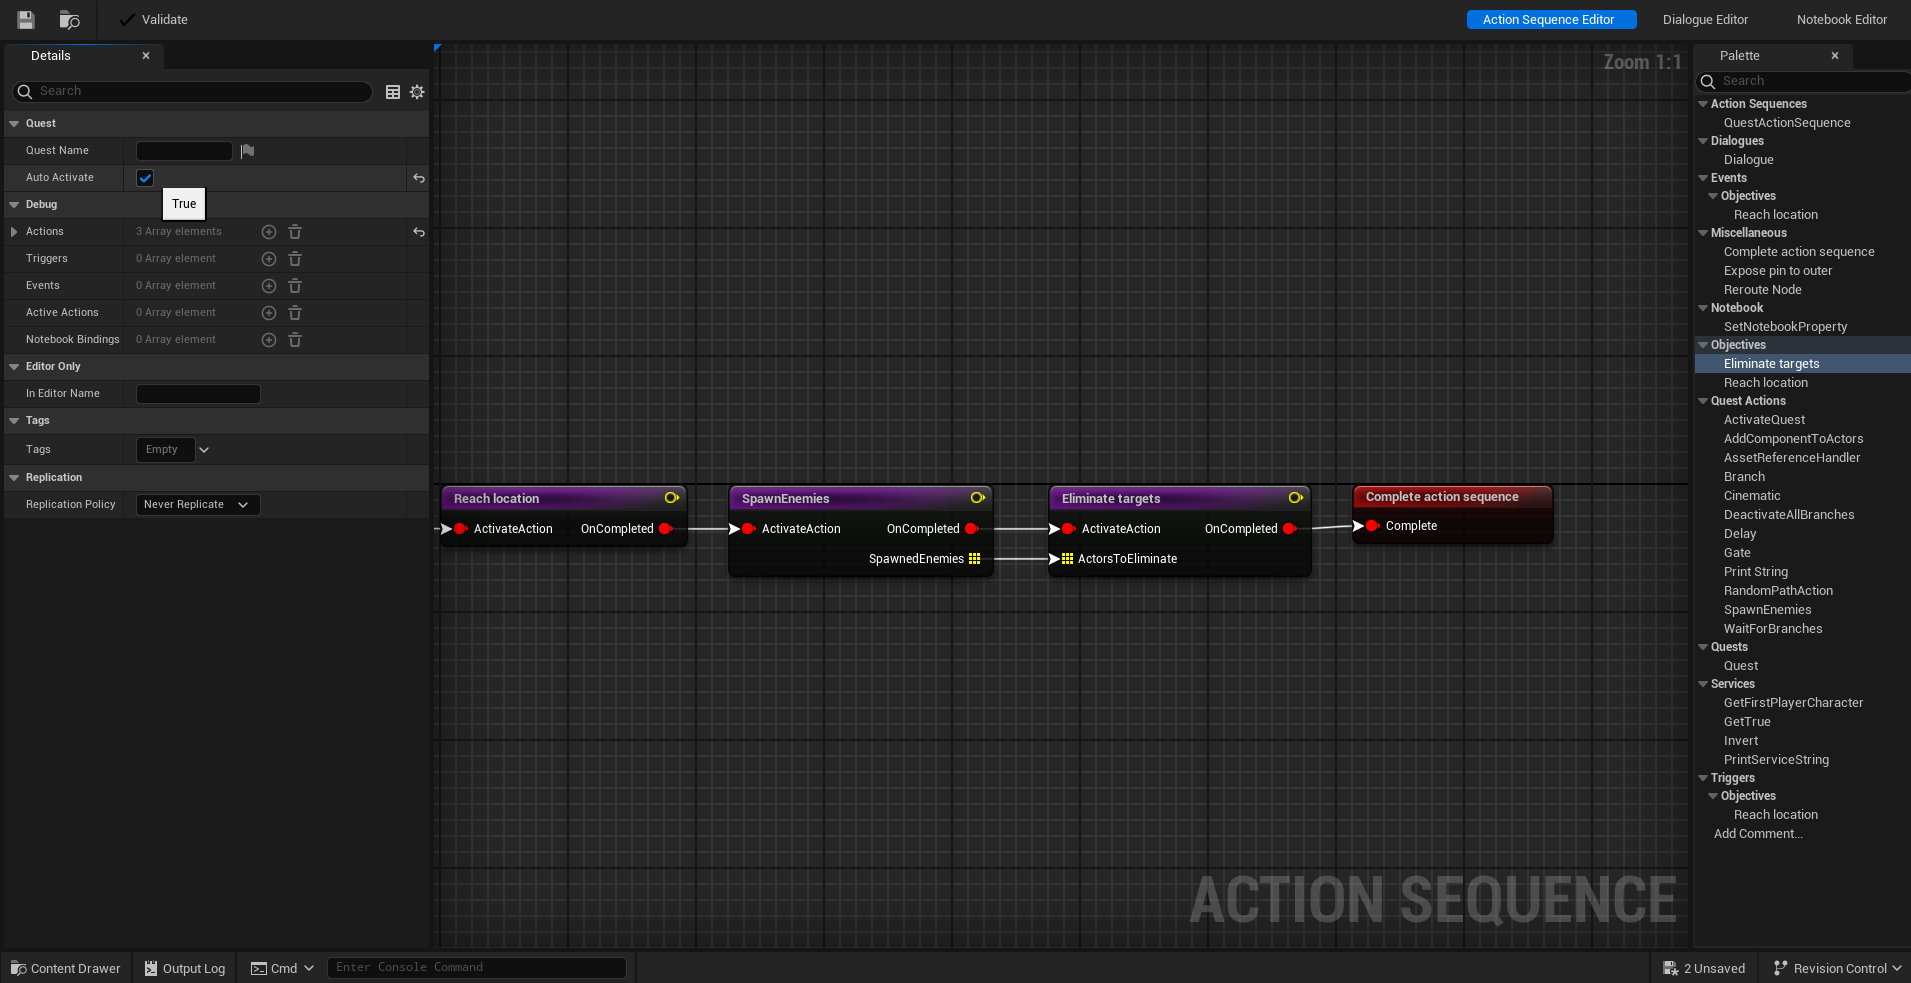 Validate
Action Sequence Editor
Dialogue Editor
Notebook Editor
Details
Search
Quest
Quest Name
Auto Activate
True
Debug
Actions 3 Array elements
Triggers 0 Array element
Events 0 Array element
Active Actions 0 Array element
Notebook Bindings 0 Array element
Editor Only
In Editor Name
Tags
Tags Empty
Replication
Replication Policy Never Replicate
Zoom 1:1
Reach location
ActivateAction OnCompleted
SpawnEnemies
ActivateAction OnCompleted
SpawnedEnemies
Eliminate targets
ActivateAction OnCompleted
ActorsToEliminate
Complete action sequence
Complete
ACTION SEQUENCE
Palette
Search
Action Sequences
QuestActionSequence
Dialogues
Dialogue
Events
Objectives
Reach location
Miscellaneous
Complete action sequence
Expose pin to outer
Reroute Node
Notebook
SetNotebookProperty
Objectives
Eliminate targets
Reach location
Quest Actions
ActivateQuest
AddComponentToActors
AssetReferenceHandler
Branch
Cinematic
DeactivateAllBranches
Delay
Gate
Print String
RandomPathAction
SpawnEnemies
WaitForBranches
Quests
Quest
Services
GetFirstPlayerCharacter
GetTrue
Invert
PrintServiceString
Triggers
Objectives
Reach location
Add Comment...
Content Drawer
Output Log
Cmd
Enter Console Command
2 Unsaved
Revision Control